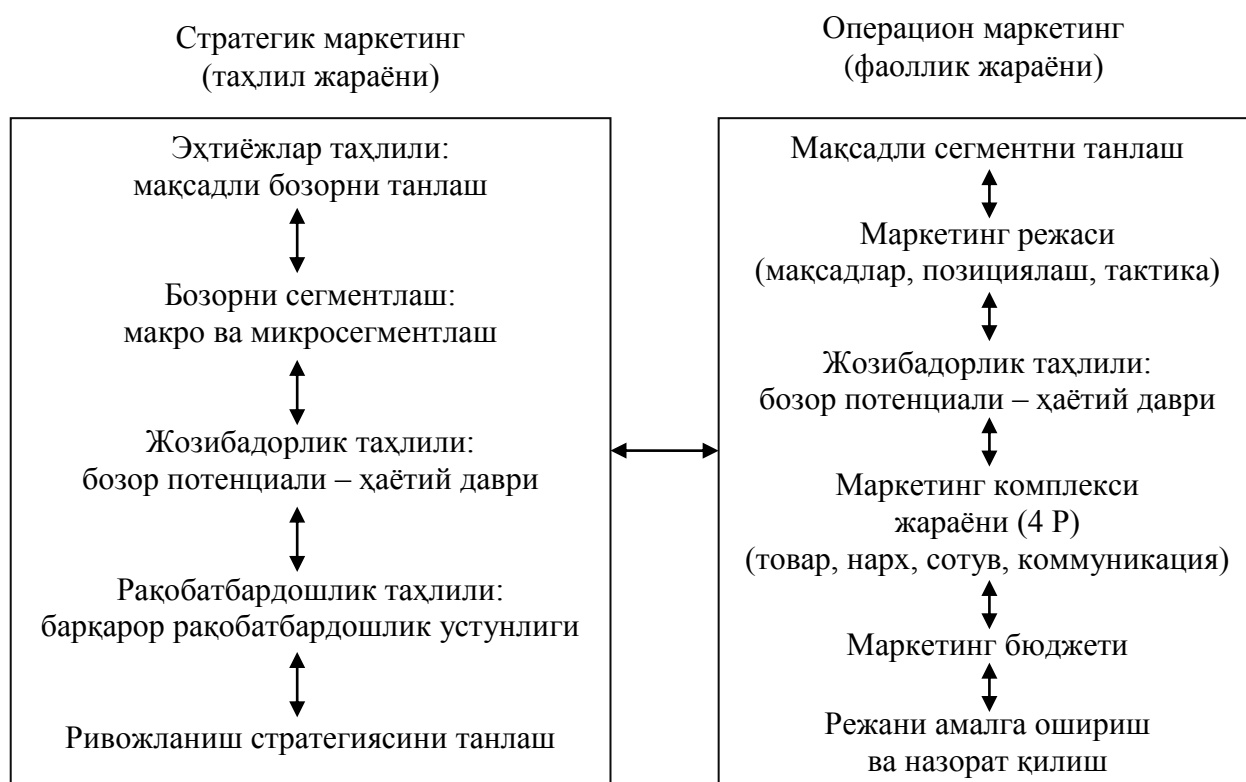 Стратегик маркетинг
(таҳлил жараёни)
Эҳтиёжлар таҳлили:
мақсадли бозорни танлаш
Бозорни сегментлаш:
макро ва микросегментлаш
Жозибадорлик таҳлили:
бозор потенциали – ҳаётий даври
Рақобатбардошлик таҳлили:
барқарор рақобатбардошлик устунлиги
Ривожланиш стратегиясини танлаш
Операцион маркетинг
(фаоллик жараёни)
Мақсадли сегментни танлаш
Маркетинг режаси
(мақсадлар, позициялаш, тактика)
Жозибадорлик таҳлили:
бозор потенциали – ҳаётий даври
Маркетинг комплекси
жараёни (4 Р)
(товар, нарх, сотув, коммуникация)
Маркетинг бюджети
Режани амалга ошириш
ва назорат қилиш